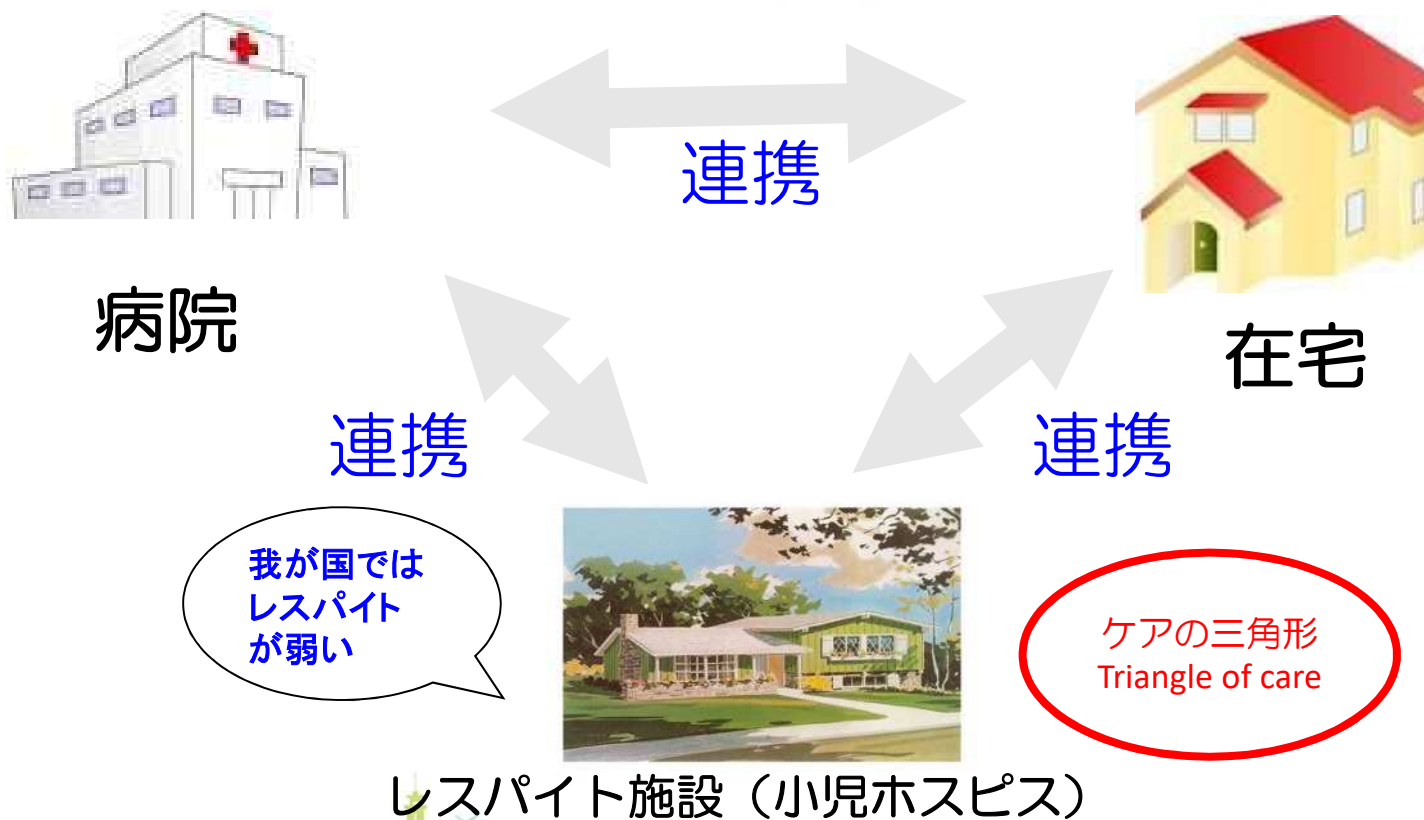 連携
病院
在宅
連携
連携
我が国では
レスパイト
が弱い
ケアの三角形
Triangle of care
レスパイト施設（小児ホスピス）